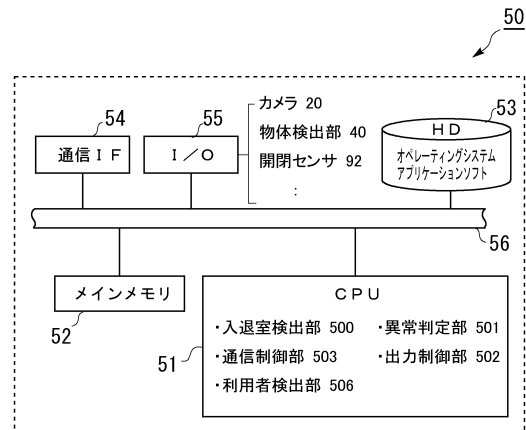 50
54
通信ＩＦ
55
Ｉ／Ｏ
カメラ 20
物体検出部 40
開閉センサ 92
:
53
ＨＤ
オペレーティングシステム
アプリケーションソフト
56
メインメモリ
52
ＣＰＵ
51
・入退室検出部 500 ・異常判定部 501
・通信制御部 503 ・出力制御部 502
・利用者検出部 506